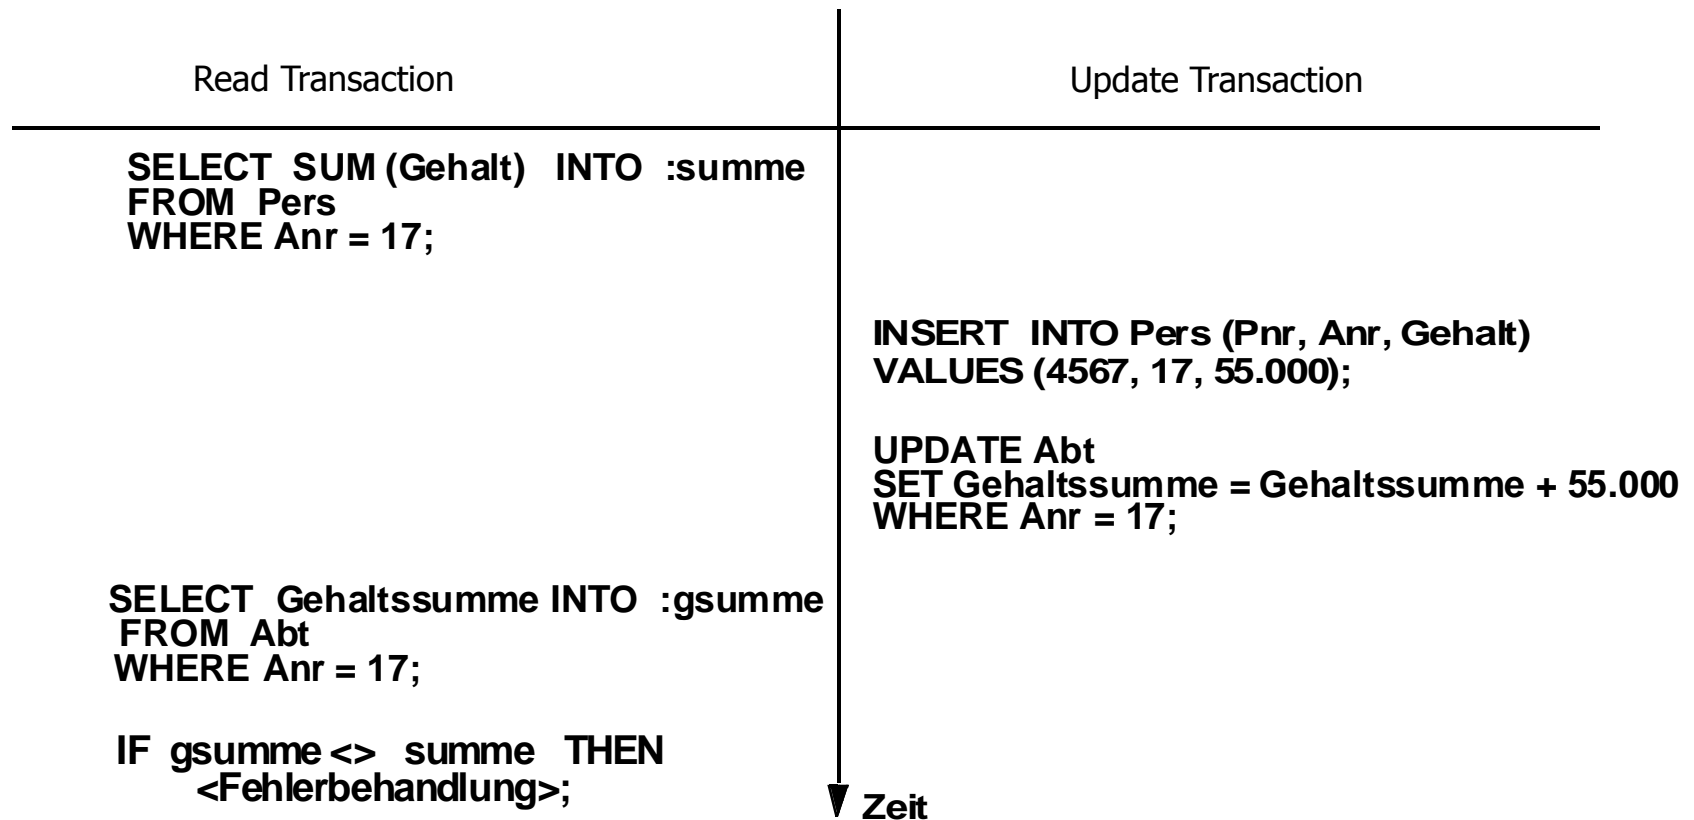 Read Transaction
Update Transaction
SELECT SUM (Gehalt) INTO :summe
FROM Pers
WHERE Anr = 17;
INSERT INTO Pers (Pnr, Anr, Gehalt)
VALUES (4567, 17, 55.000);
UPDATE Abt
SET Gehaltssumme = Gehaltssumme + 55.000
WHERE Anr = 17;
SELECT Gehaltssumme INTO :gsumme
FROM Abt
WHERE Anr = 17;
IF gsumme <> summe THEN
<Fehlerbehandlung>;
Zeit